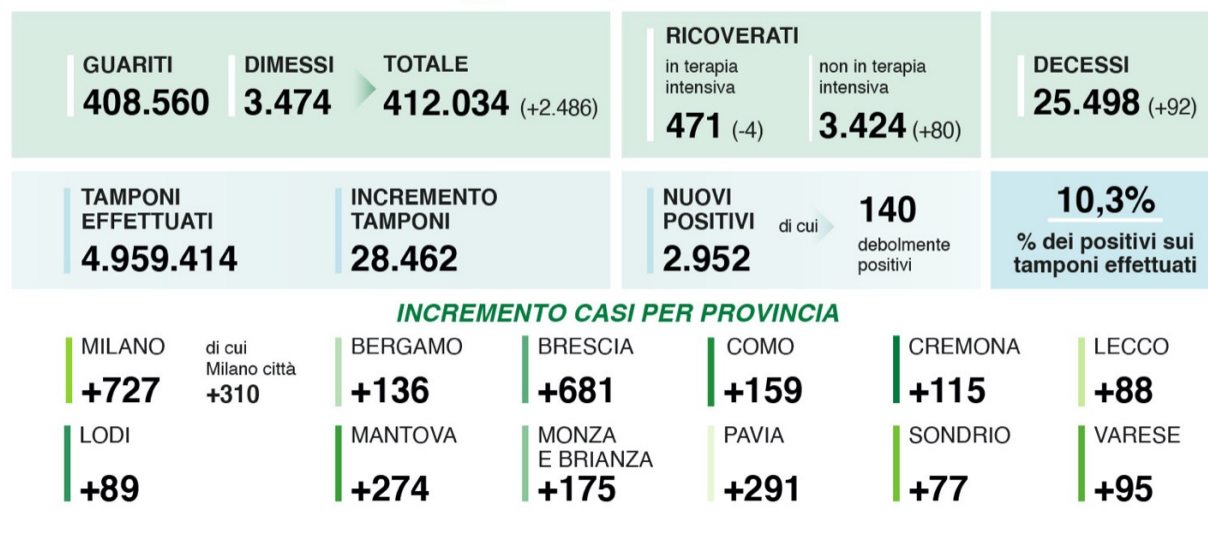 GUARITI
408.560
DIMESSI
3.474
TOTALE
412.034 (+2.486)
RICOVERATI
in terapia
intensiva
471 (-4)
non in terapia
intensiva
3.424 (+80)
DECESSI
25.498 (+92)
TAMPONI
EFFETTUATI
4.959.414
INCREMENTO
TAMPONI
28.462
NUOVI
POSITIVI
2.952
di cui
140
debolmente
positivi
10,3%
% dei positivi sui
tamponi effettuati
INCREMENTO CASI PER PROVINCIA
MILANO
+727
di cui
Milano città
+310
BERGAMO
+136
BRESCIA
+681
COMO
+159
CREMONA
+115
LECCO
+88
LODI
+89
MANTOVA
+274
MONZA
E BRIANZA
+175
PAVIA
+291
SONDRIO
+77
VARESE
+95